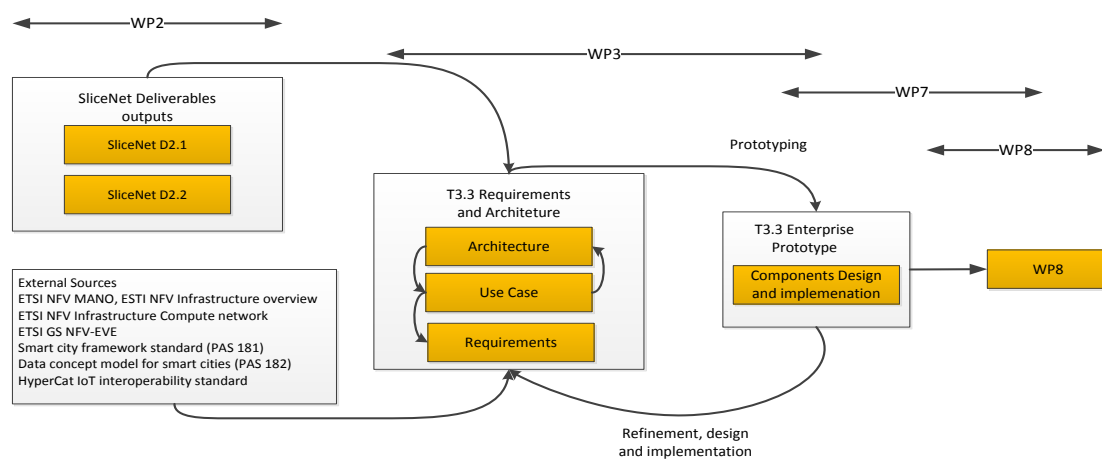 WP2
WP3
WP7
WP8
SliceNet Deliverables
outputs
SliceNet D2.1
SliceNet D2.2
External Sources
ETSI NFV MANO, ESTI NFV Infrastructure overview
ETSI NFV Infrastructure Compute network
ETSI GS NFV-EVE
Smart city framework standard (PAS 181)
Data concept model for smart cities (PAS 182)
HyperCat IoT interoperability standard
T3.3 Requirements
and Architeture
Architecture
Use Case
Requirements
Prototyping
T3.3 Enterprise
Prototype
Components Design
and implemenation
WP8
Refinement, design
and implementation